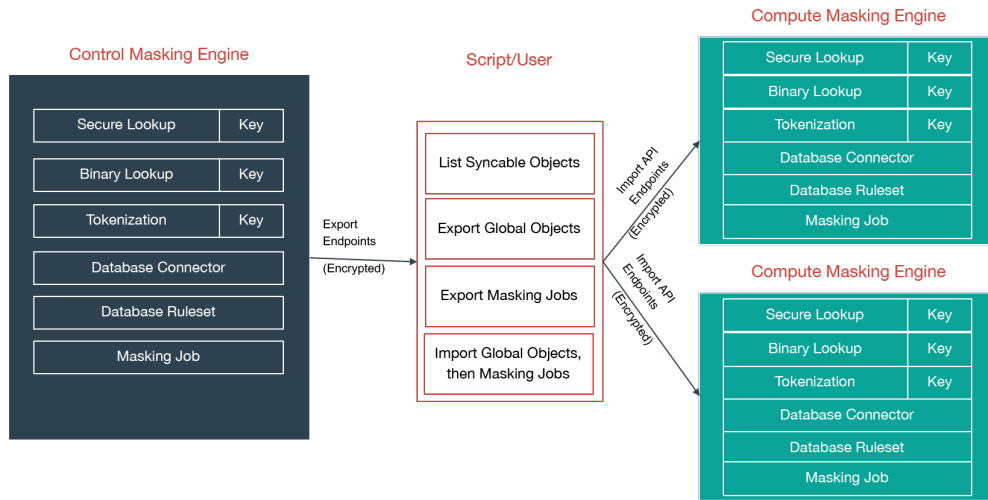 Control Masking Engine
Secure Lookup Key
Binary Lookup Key
Tokenization Key
Database Connector
Database Ruleset
Masking Job
Export
Endpoints
(Encrypted)
Script/User
List Syncable Objects
Export Global Objects
Export Masking Jobs
Import Global Objects,
then Masking Jobs
Import API
Endpoints
(Encrypted)
Import API
Endpoints
(Encrypted)
Compute Masking Engine
Secure Lookup Key
Binary Lookup Key
Tokenization Key
Database Connector
Database Ruleset
Masking Job
Compute Masking Engine
Secure Lookup Key
Binary Lookup Key
Tokenization Key
Database Connector
Database Ruleset
Masking Job